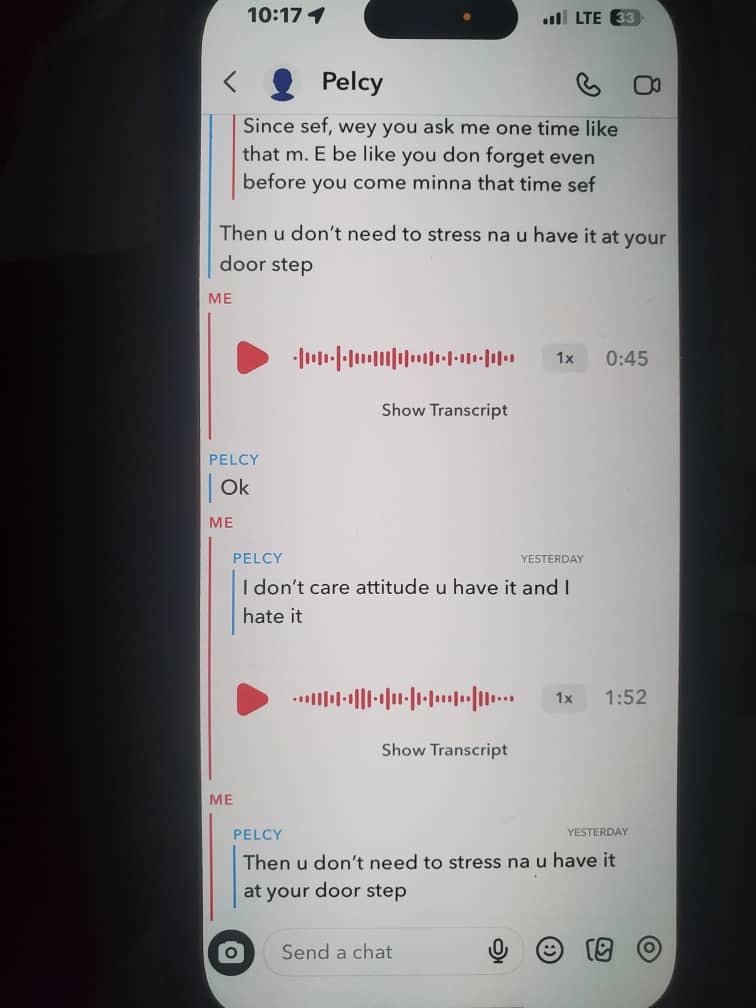 10:17
LTE 33
Pelcy
Since sef, wey you ask me one time like
that m. E be like you don forget even
before you come minna that time sef
Then u don't need to stress na u have it at your
door step
ME
1x 0:45
Show Transcript
PELCY
Ok
ME
PELCY YESTERDAY
I don't care attitude u have it and I
hate it
1x 1:52
Show Transcript
ME
PELCY YESTERDAY
Then u don't need to stress na u have it
at your door step
Send a chat